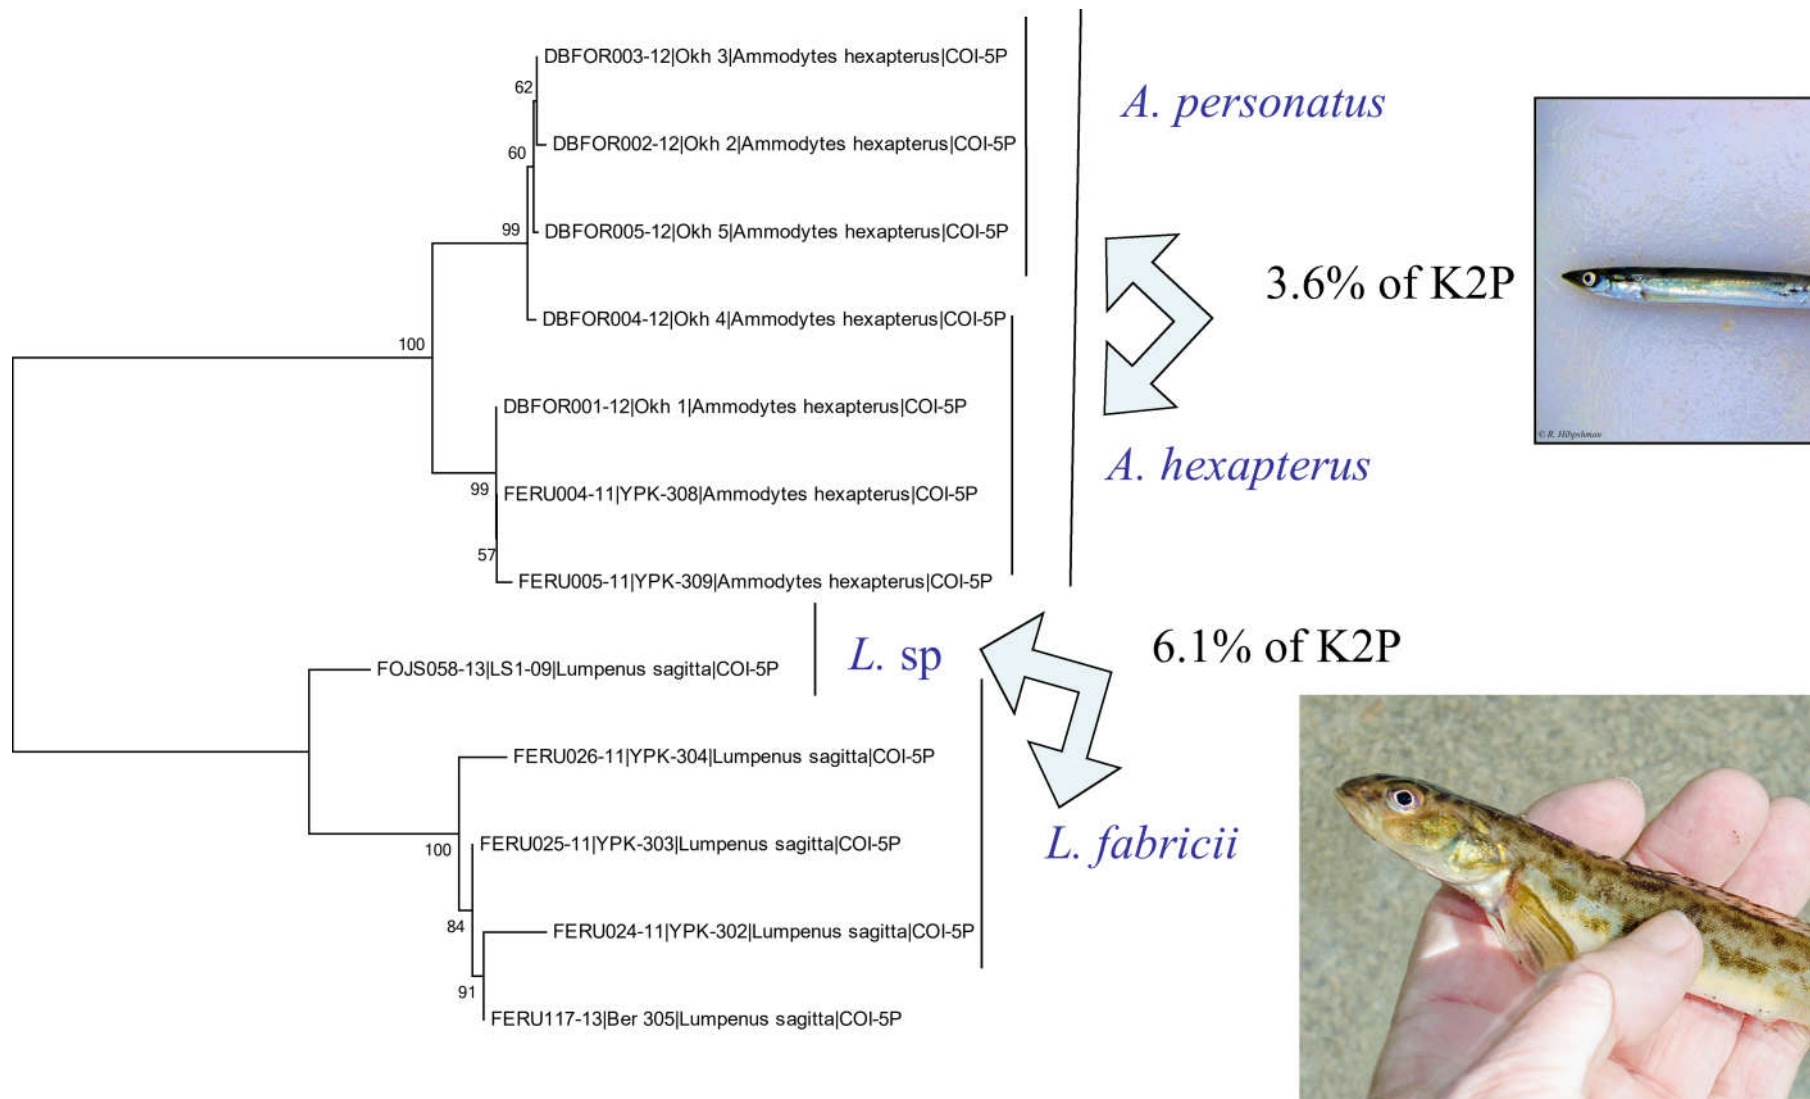 DBFOR003-12|Okh 3|Ammodytes hexapterus|COI-5P
62
A. personatus
DBFOR002-12|Okh 2|Ammodytes hexapterus|COI-5P
60
DBFOR005-12|Okh 5|Ammodytes hexapterus|COI-5P
99
3.6% of K2P
DBFOR004-12|Okh 4|Ammodytes hexapterus|COI-5P
100
DBFOR001-12|Okh 1|Ammodytes hexapterus|COI-5P
© R. Hibpshman
A. hexapterus
99
FERU004-11|YPK-308|Ammodytes hexapterus|COI-5P
57
FERU005-11|YPK-309|Ammodytes hexapterus|COI-5P
6.1% of K2P
L. sp
FOJS058-13|LS1-09|Lumpenus sagitta|COI-5P
FERU026-11|YPK-304|Lumpenus sagitta|COI-5P
FERU025-11|YPK-303|Lumpenus sagitta|COI-5P
100
L. fabricii
84
FERU024-11|YPK-302|Lumpenus sagitta|COI-5P
91
FERU117-13|Ber 305|Lumpenus sagitta|COI-5P